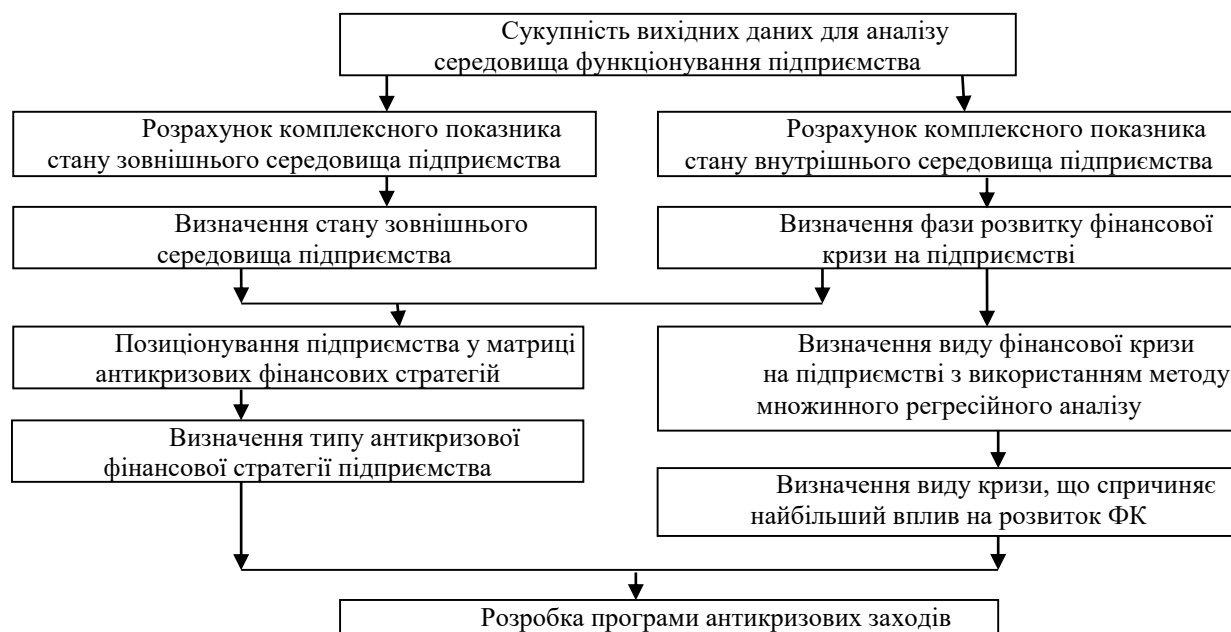 Сукупність вихідних даних для аналізу
середовища функціонування підприємства
Розрахунок комплексного показника
стану зовнішнього середовища підприємства
Розрахунок комплексного показника
стану внутрішнього середовища підприємства
Визначення стану зовнішнього
середовища підприємства
Визначення фази розвитку фінансової
кризи на підприємстві
Позиціонування підприємства у матриці
антикризових фінансових стратегій
Визначення виду фінансової кризи
на підприємстві з використанням методу
множинного регресійного аналізу
Визначення типу антикризової
фінансової стратегії підприємства
Визначення виду кризи, що спричиняє
найбільший вплив на розвиток ФК
Розробка програми антикризових заходів